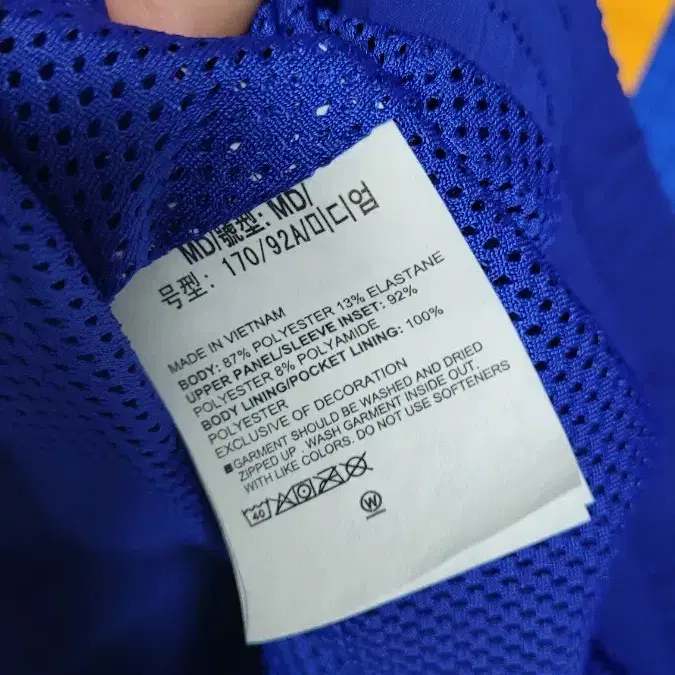 MD/號型: MD/
号型: 170/92A/미디엄
MADE IN VIETNAM
BODY: 87% POLYESTER 13% ELASTANE
UPPER PANEL/SLEEVE INSET: 92%
POLYESTER 8% POLYAMIDE
BODY LINING/POCKET LINING: 100%
POLYESTER
EXCLUSIVE OF DECORATION
GARMENT SHOULD BE WASHED AND DRIED
ZIPPED UP. WASH GARMENT INSIDE OUT.
WITH LIKE COLORS. DO NOT USE SOFTENERS
40
W